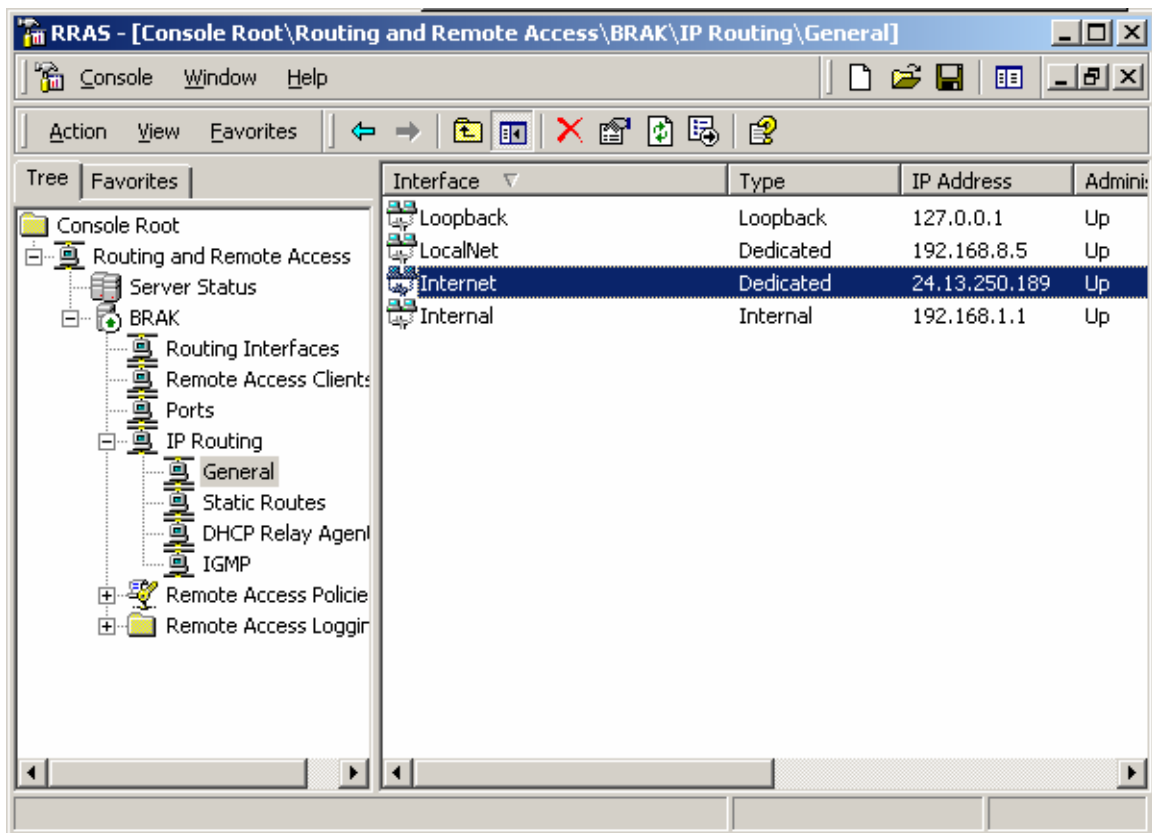 RRAS - [Console Root\Routing and Remote Access\BRAK\IP Routing\General]
Console Window Help
Action View Favorites
Tree Favorites
Console Root
Routing and Remote Access
Server Status
BRAK
Routing Interfaces
Remote Access Clients
Ports
IP Routing
General
Static Routes
DHCP Relay Agent
IGMP
Remote Access Policie
Remote Access Loggin
Interface Type IP Address Adminis
Loopback Loopback 127.0.0.1 Up
LocalNet Dedicated 192.168.8.5 Up
Internet Dedicated 24.13.250.189 Up
Internal Internal 192.168.1.1 Up